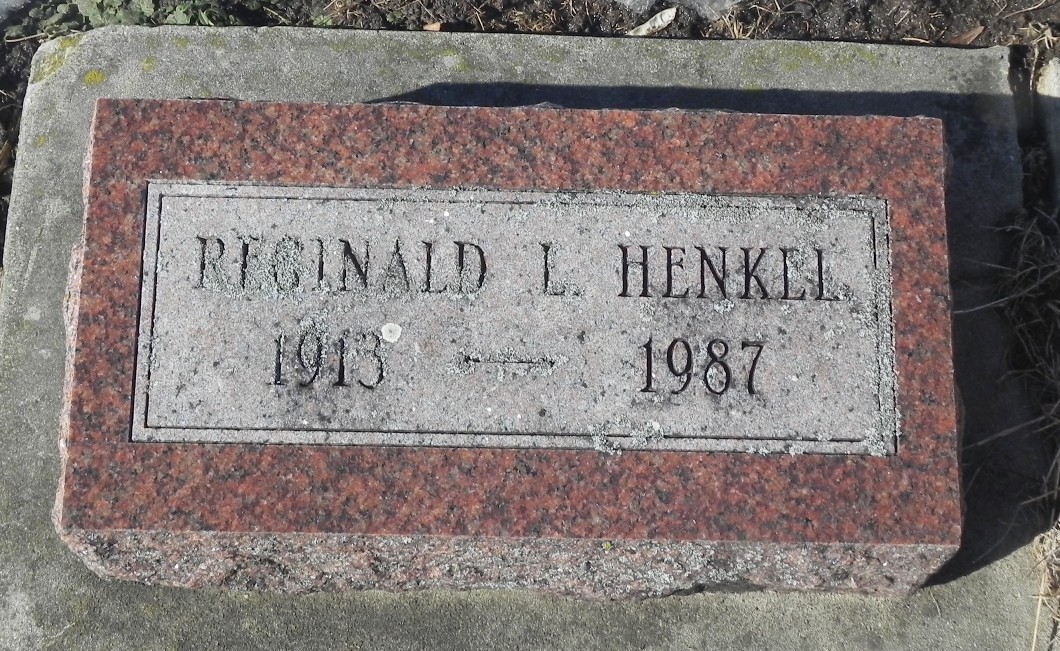 REGINALD L. HENKEL
1913 — 1987